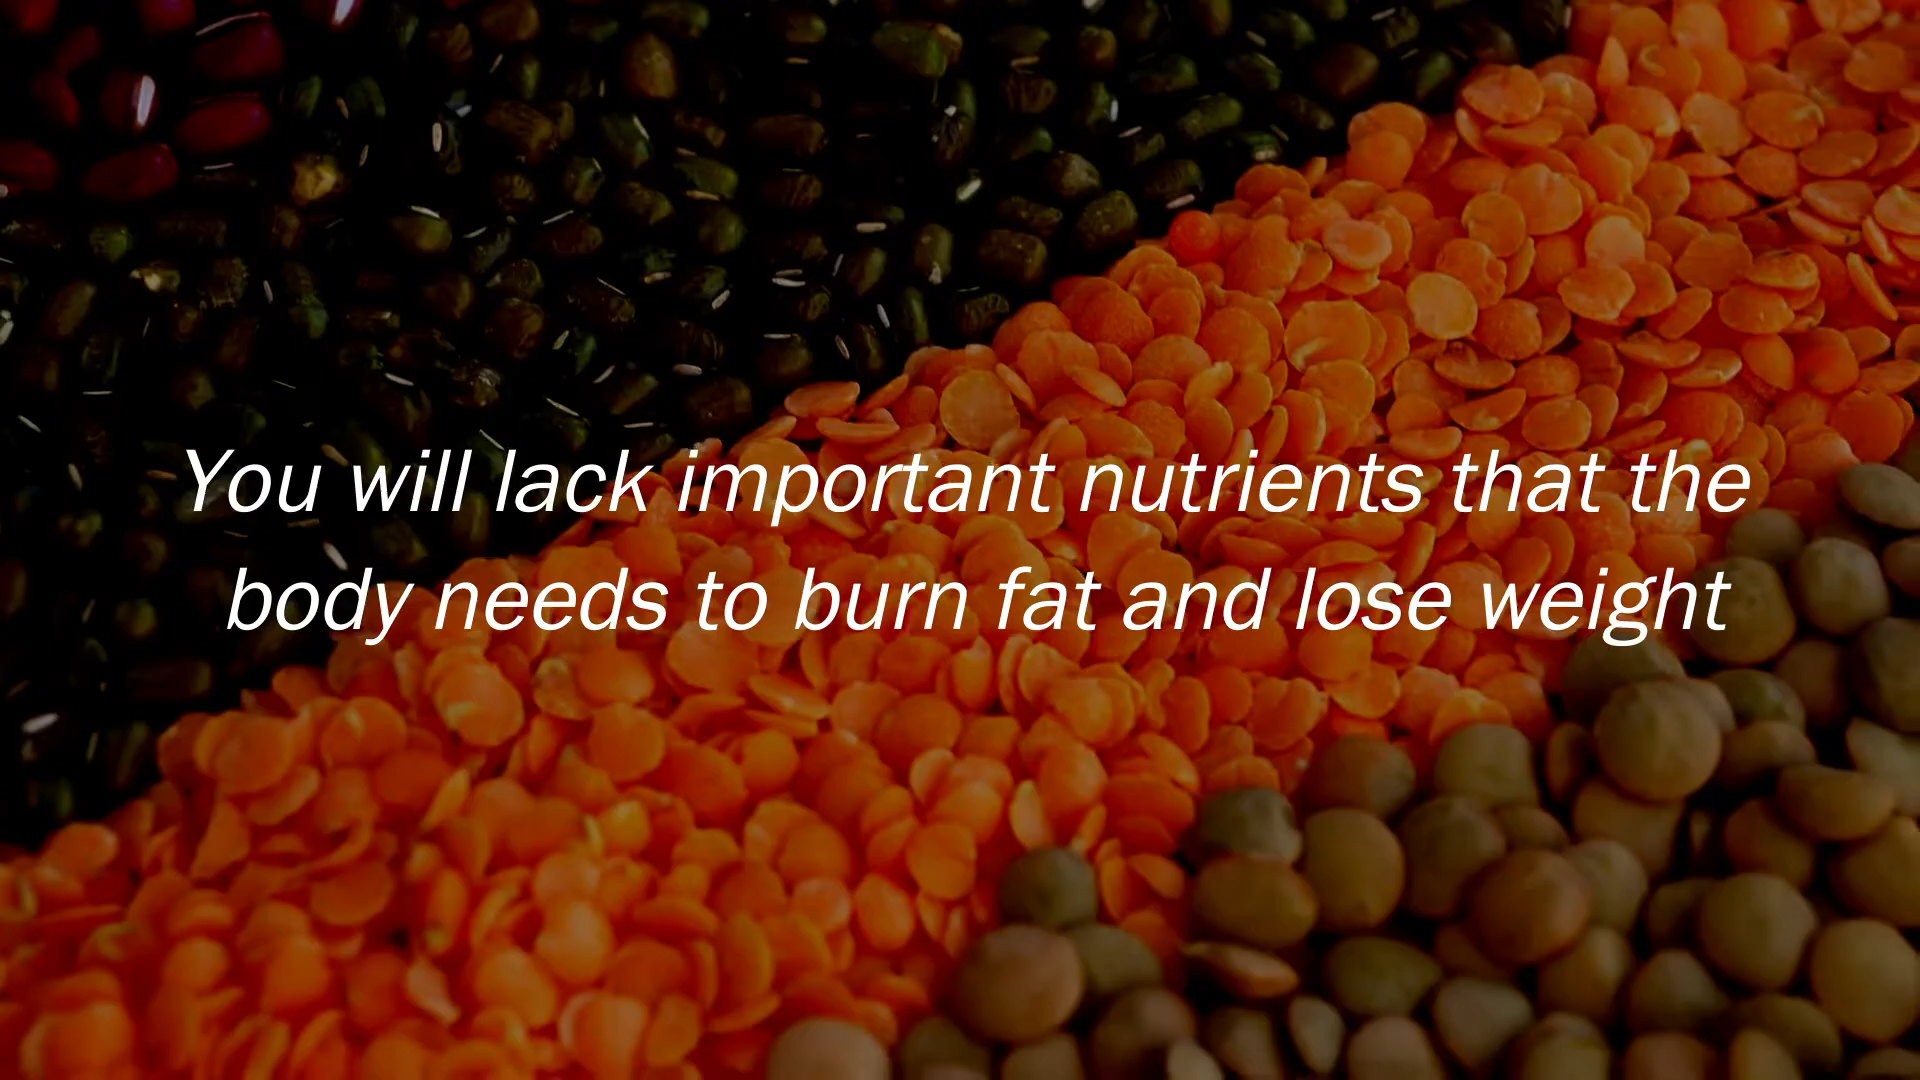 You will lack important nutrients that the
body needs to burn fat and lose weight